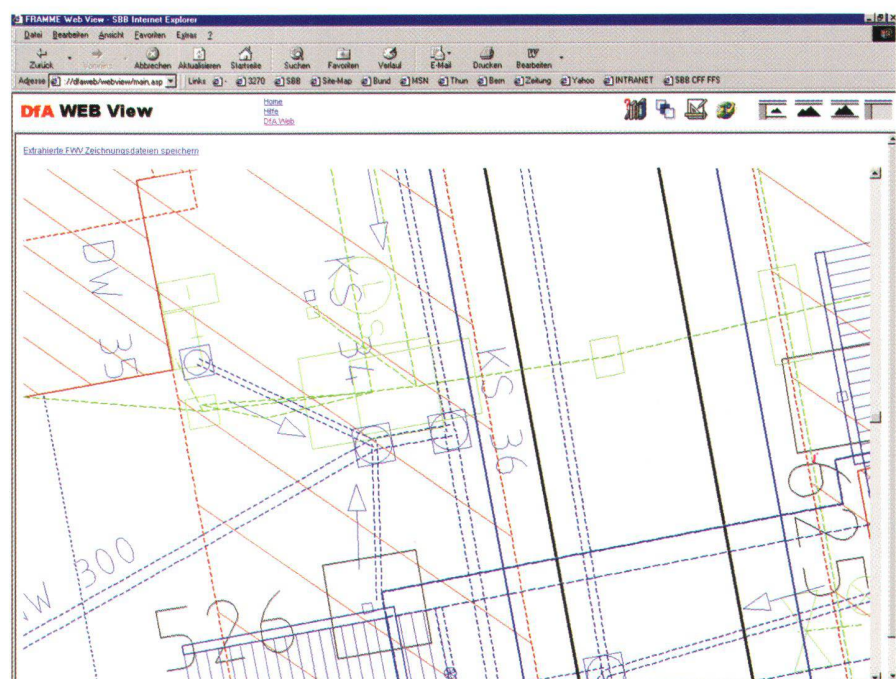 FRAMME Web View - SBB Internet Explorer
Datei Bearbeiten Ansicht Favoriten Extras ?
Zurück Vorwärts Abbrechen Aktualisieren Startseite Suchen Favoriten Verlauf E-Mail Drucken Bearbeiten
Adresse ://dfaweb/webview/main.asp Links 3270 SBB Site-Map Bund MSN Thun Bern Zeitung Yahoo INTRANET SBB CFF FFS
DfA WEB View
Home
Hilfe
DfA Web
Extrahierte FWV Zeichnungsdateien speichern
DW 35
KS 34
KS 36
300
526